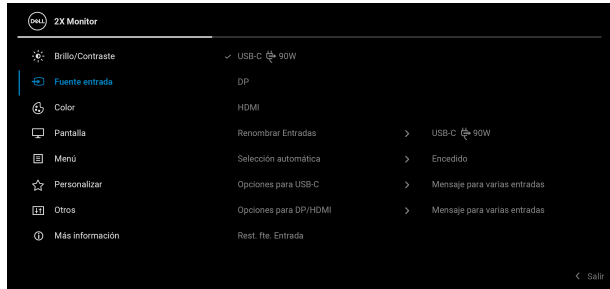 DELL 2X Monitor
Brillo/Contraste
USB-C 90W
Fuente entrada
DP
Color
HDMI
Pantalla
Renombrar Entradas
USB-C 90W
Menú
Selección automática
Encedido
Personalizar
Opciones para USB-C
Mensaje para varias entradas
Otros
Opciones para DP/HDMI
Mensaje para varias entradas
Más información
Rest. fte. Entrada
Salir